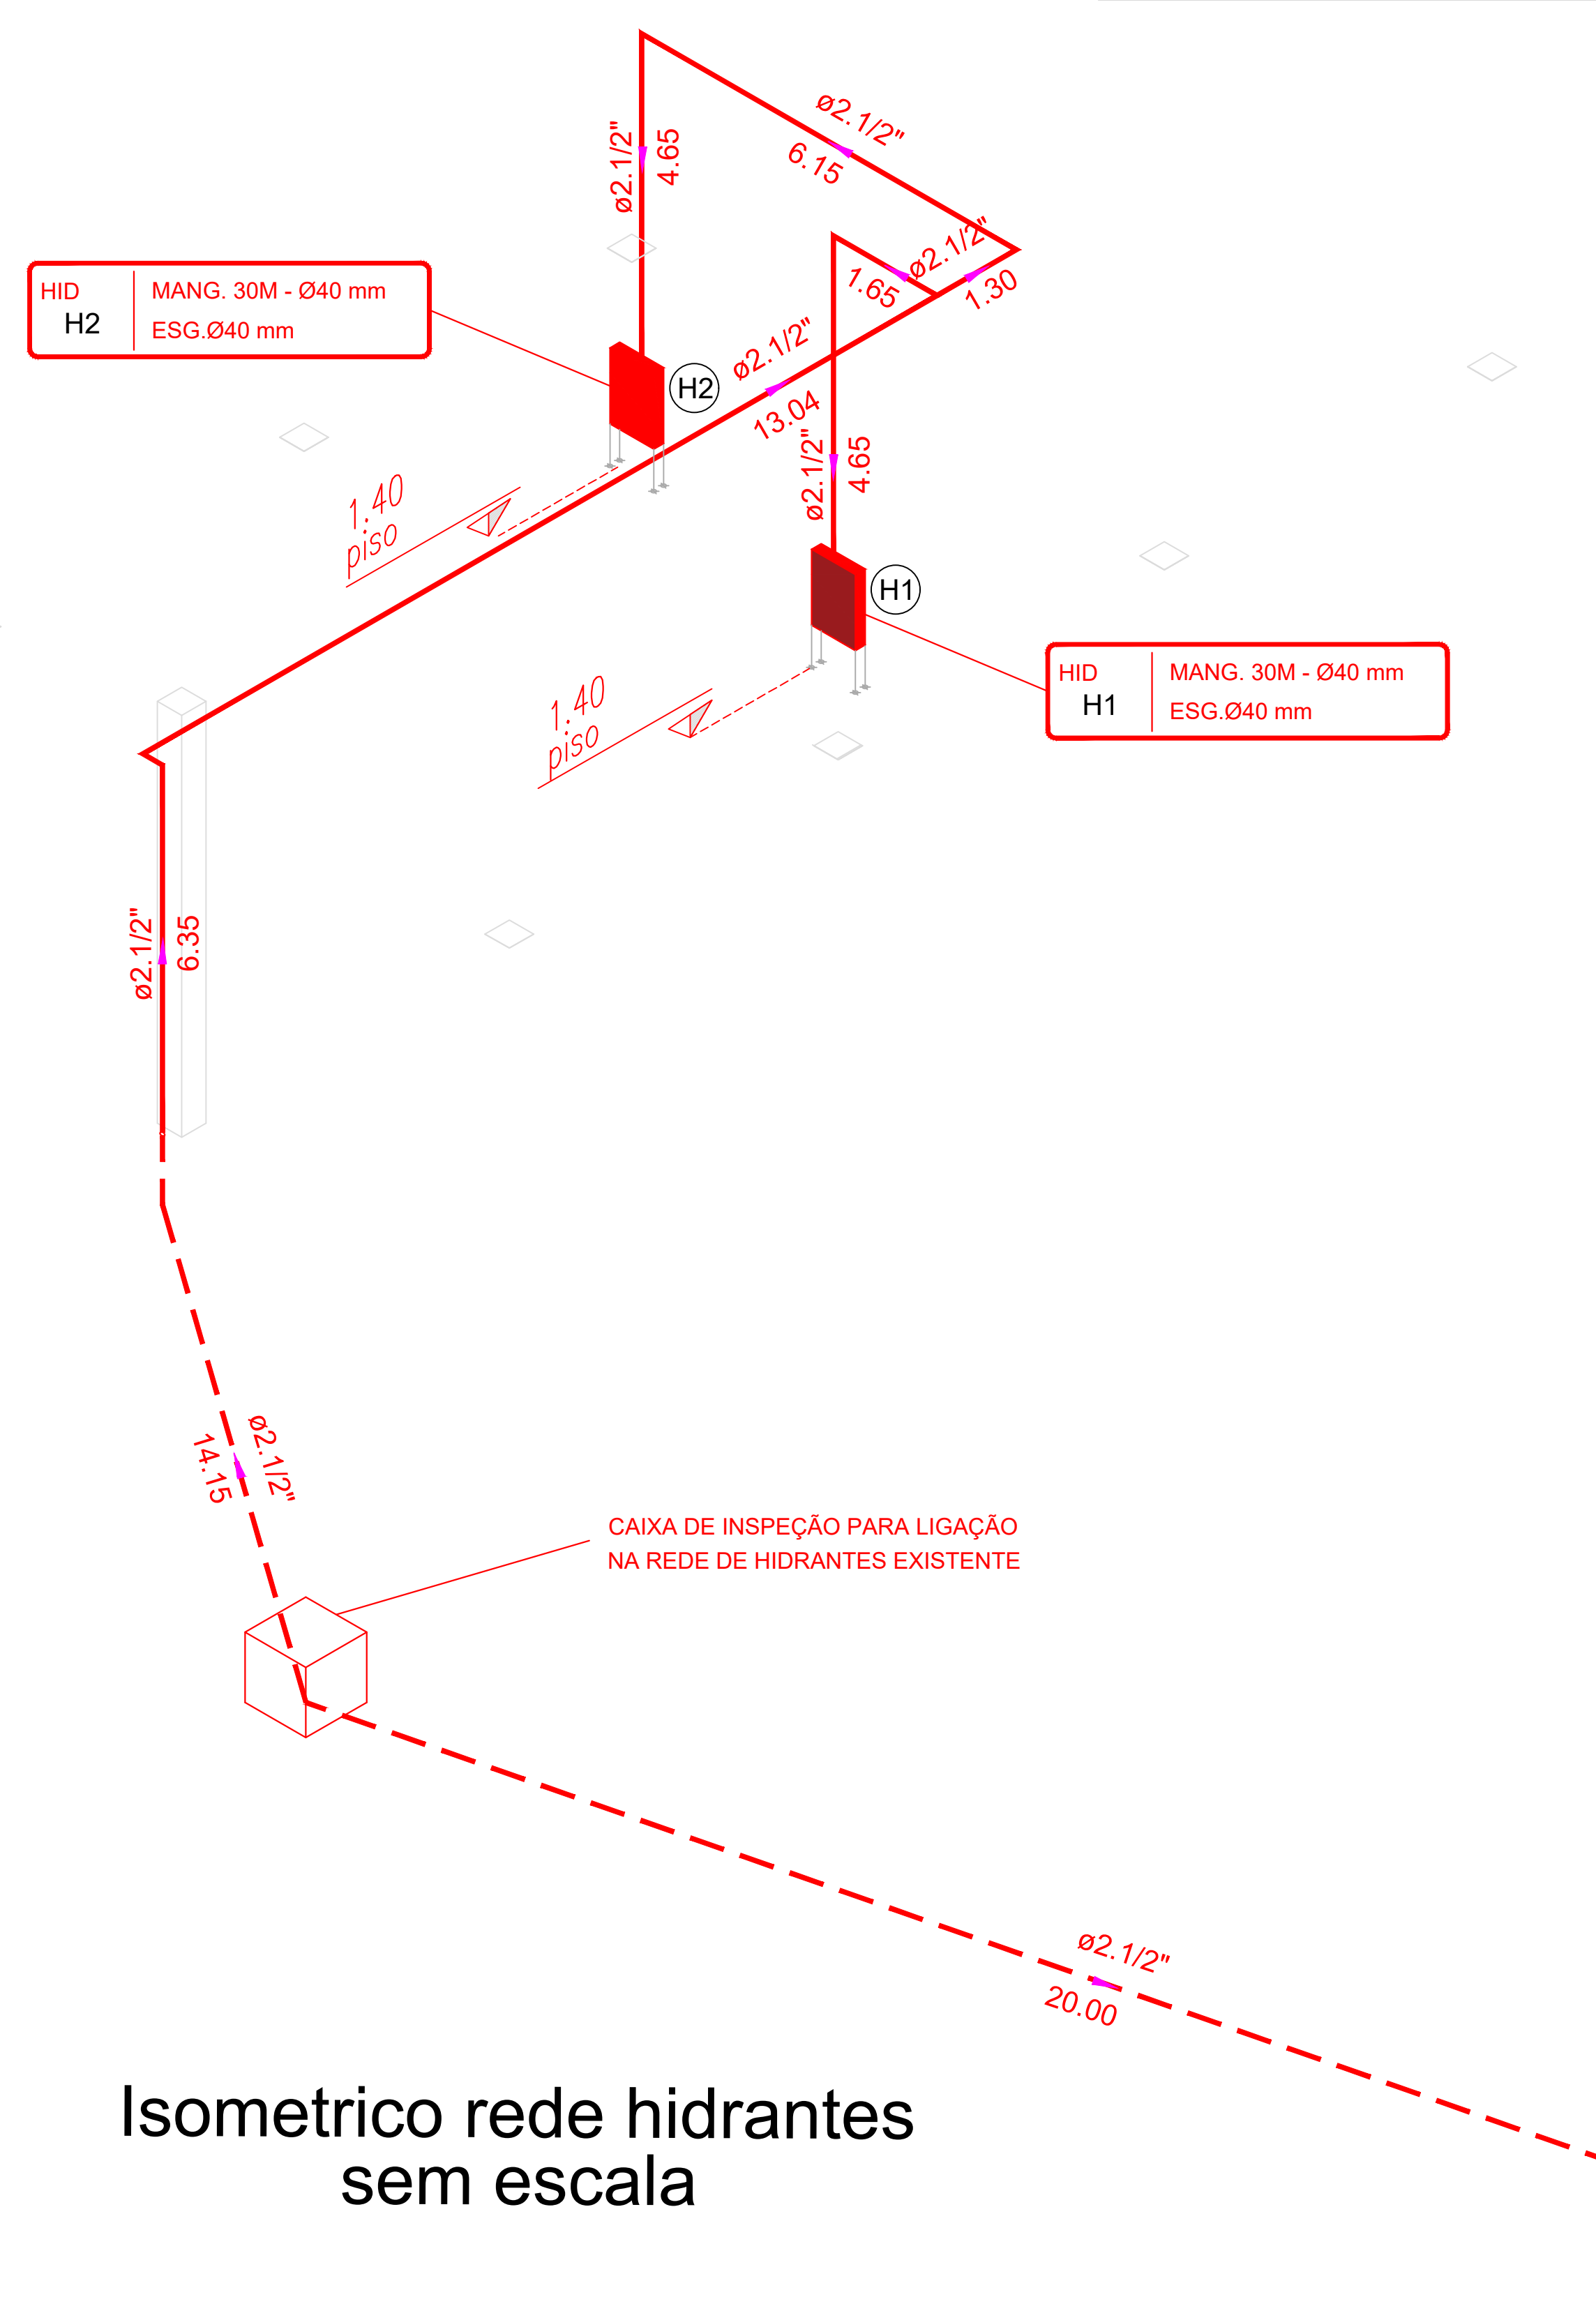 ø2.1/2"
6.15
ø2.1/2"
4.65
ø2.1/2"
1.65
1.30
HID
H2
MANG. 30M - Ø40 mm
ESG.Ø40 mm
H2
ø2.1/2"
13.04
ø2.1/2"
4.65
1.40
piso
H1
HID
H1
MANG. 30M - Ø40 mm
ESG.Ø40 mm
1.40
piso
ø2.1/2"
6.35
ø2.1/2"
14.15
CAIXA DE INSPEÇÃO PARA LIGAÇÃO
NA REDE DE HIDRANTES EXISTENTE
ø2.1/2"
20.00
Isometrico rede hidrantes
sem escala